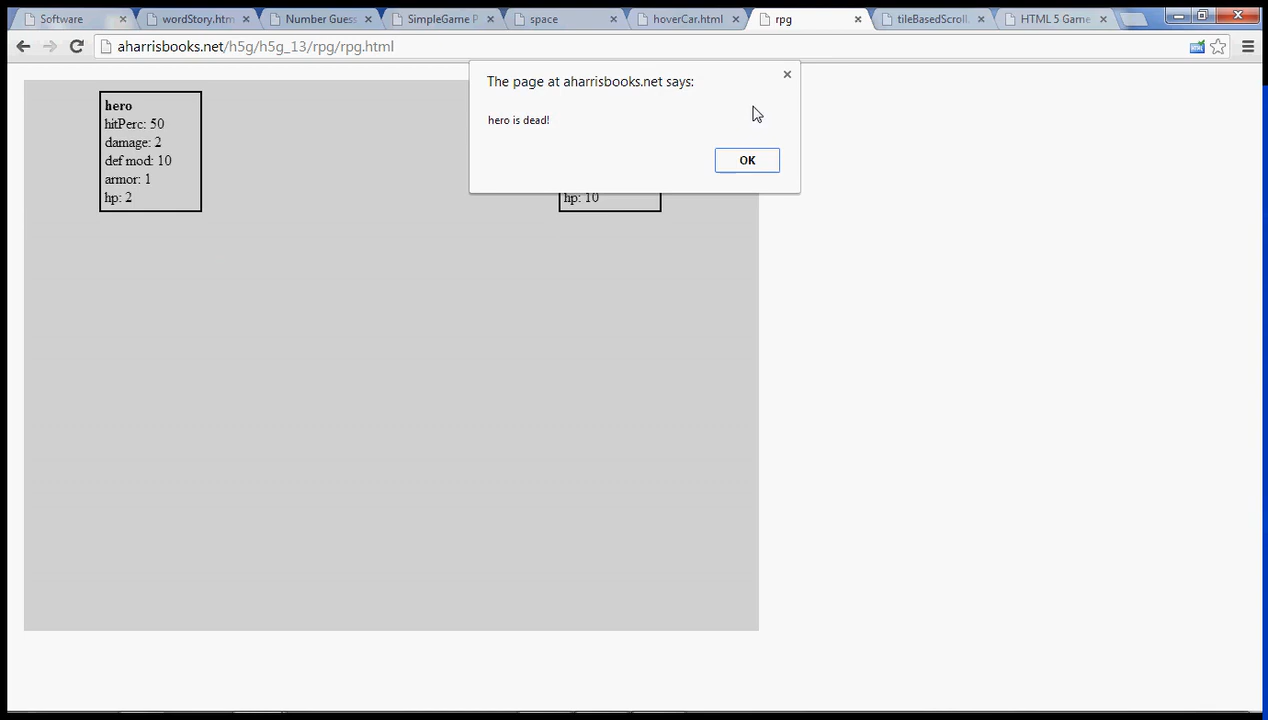 Software
wordStory.htm
Number Gues
SimpleGame P
space
hoverCar.html
rpg
tileBasedScroll.
HTML 5 Game
aharrisbooks.net/h5g/h5g_13/rpg/rpg.html
The page at aharrisbooks.net says:
hero is dead!
OK
hero
hitPerc: 50
damage: 2
def mod: 10
armor: 1
hp: 2
hp: 10